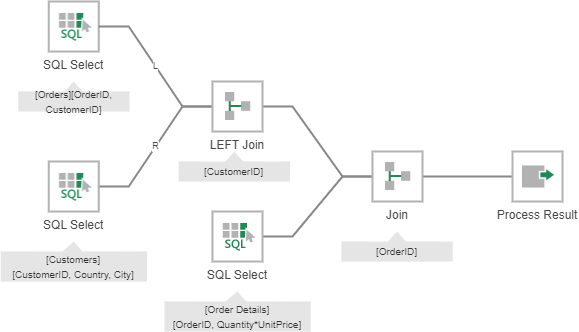 SQL
SQL Select
[Orders][OrderID,
CustomerID]
L
R
LEFT Join
[CustomerID]
SQL
SQL Select
[Customers]
[CustomerID, Country, City]
SQL
SQL Select
[Order Details]
[OrderID, Quantity*UnitPrice]
Join
[OrderID]
Process Result